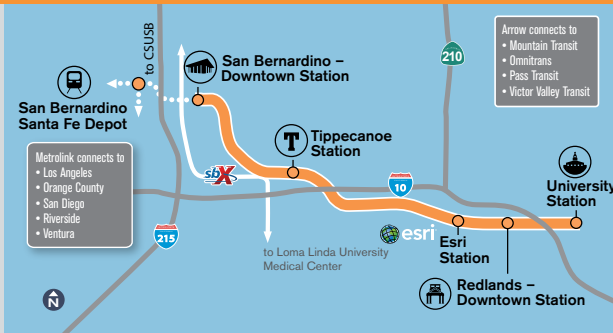 to CSUSB
San Bernardino –
Downtown Station
210
Arrow connects to
• Mountain Transit
• Omnitrans
• Pass Transit
• Victor Valley Transit
San Bernardino
Santa Fe Depot
T
Tippecanoe
Station
Metrolink connects to
• Los Angeles
• Orange County
• San Diego
• Riverside
• Ventura
sbX
10
University
Station
215
esri
Esri
Station
to Loma Linda University
Medical Center
Redlands –
Downtown Station
N